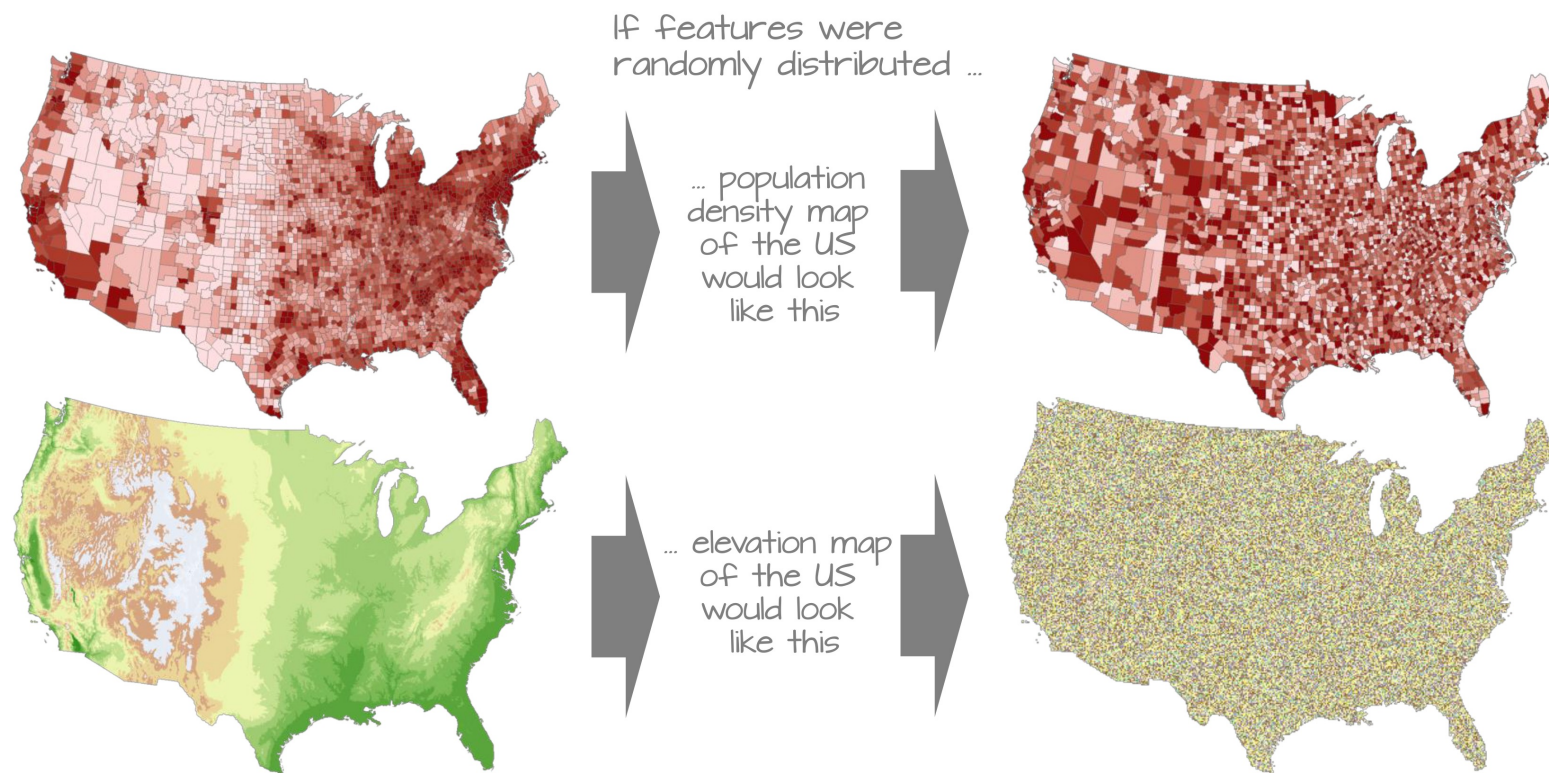 If features were
randomly distributed ...
... population
density map
of the US
would look
like this
... elevation map
of the US
would look
like this